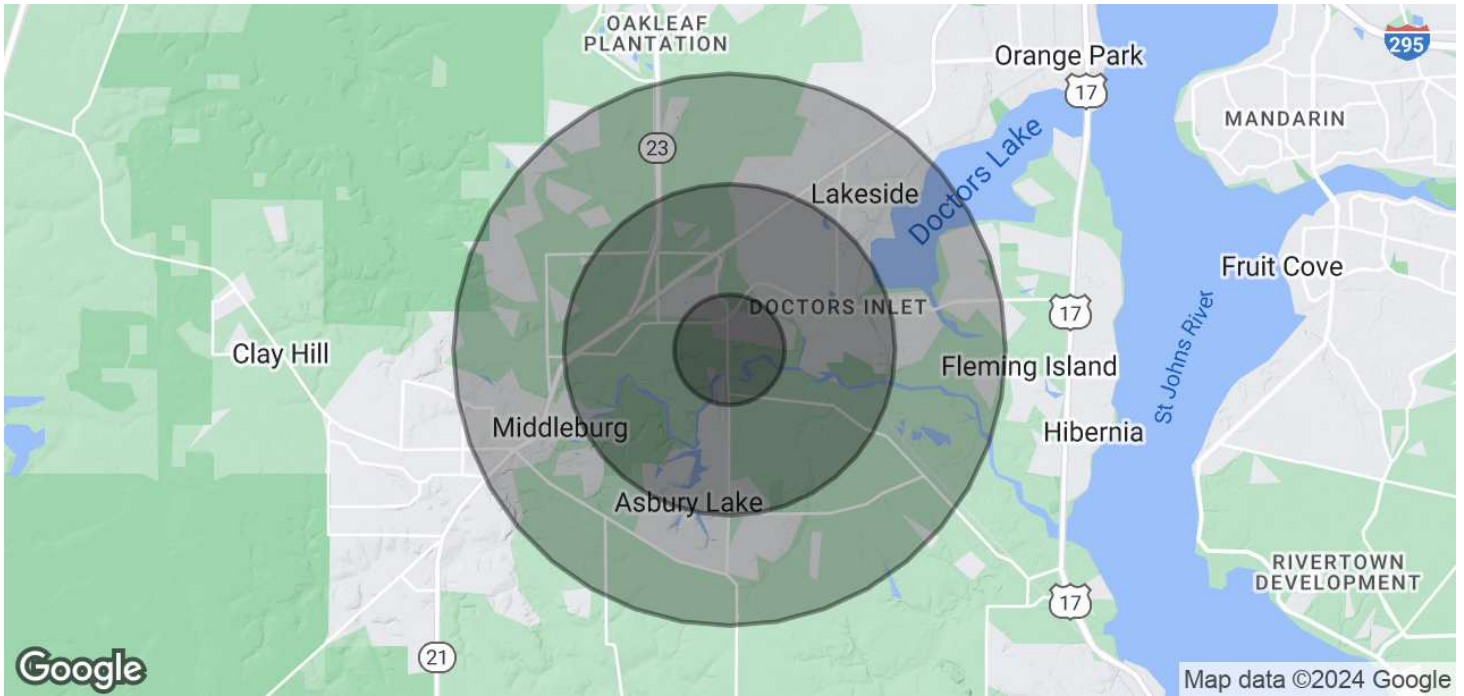 OAKLEAF
PLANTATION
Orange Park
295
17
MANDARIN
23
Lakeside
Doctors Lake
Fruit Cove
DOCTORS INLET
17
St Johns River
Clay Hill
Fleming Island
Middleburg
Hibernia
Asbury Lake
RIVERTOWN
DEVELOPMENT
17
21
Google
Map data ©2024 Google